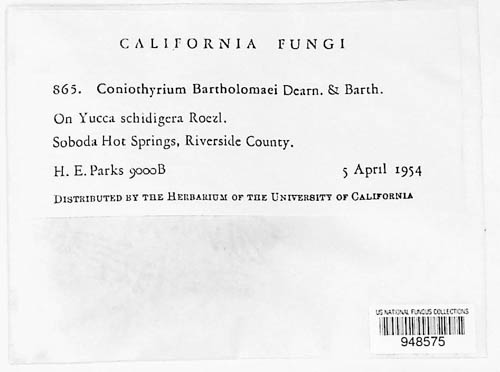 CALIFORNIA FUNGI
865. Coniothyrium Bartholomaei Dearn. & Barth.
On Yucca schidigera Roezl.
Soboda Hot Springs, Riverside County.
H. E. Parks 9000B 5 April 1954
DISTRIBUTED BY THE HERBARIUM OF THE UNIVERSITY OF CALIFORNIA
US NATIONAL FUNGUS COLLECTIONS
948575